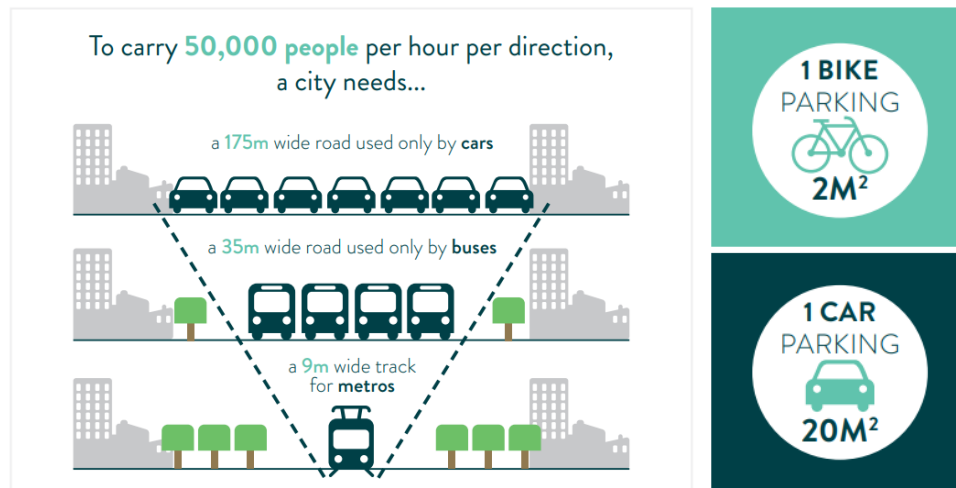 To carry 50,000 people per hour per direction,
a city needs...
a 175m wide road used only by cars
a 35m wide road used only by buses
a 9m wide track
for metros
1 BIKE
PARKING
2M²
1 CAR
PARKING
20M²